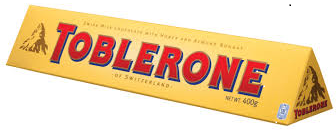 SWISS MILK CHOCOLATE WITH HONEY AND ALMOND NOUGAT
TOBLERONE
OF SWITZERLAND
NET WT. 400g